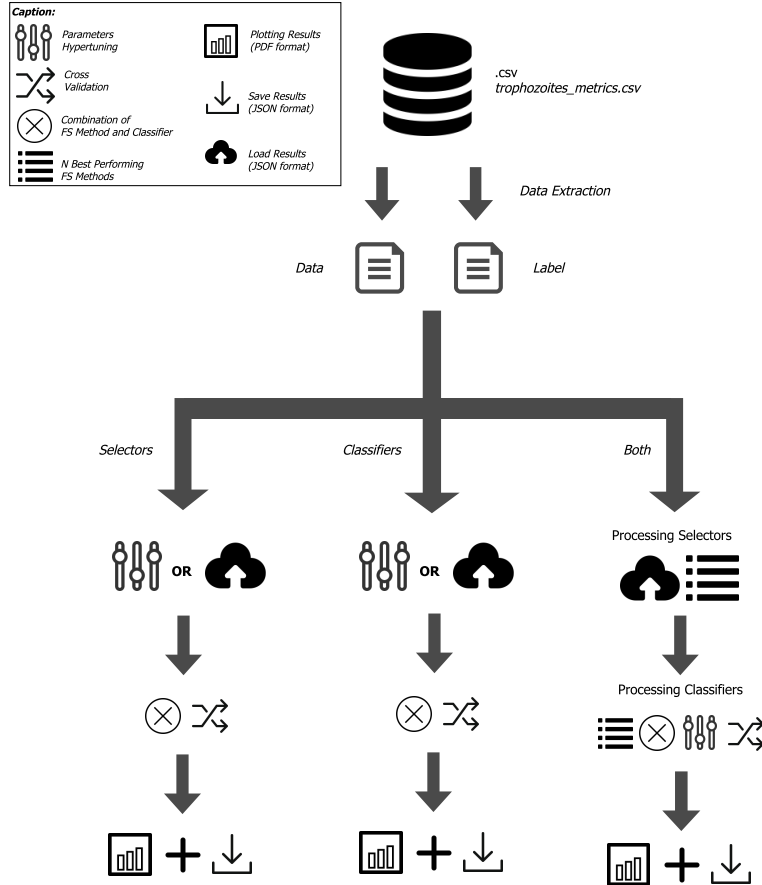 Caption:
Parameters
Hypertuning
Cross
Validation
Combination of
FS Method and Classifier
N Best Performing
FS Methods
Plotting Results
(PDF format)
Save Results
(JSON format)
Load Results
(JSON format)
.csv
trophozoites_metrics.csv
Data Extraction
Data
Label
Selectors
Classifiers
Both
OR
OR
Processing Selectors
Processing Classifiers